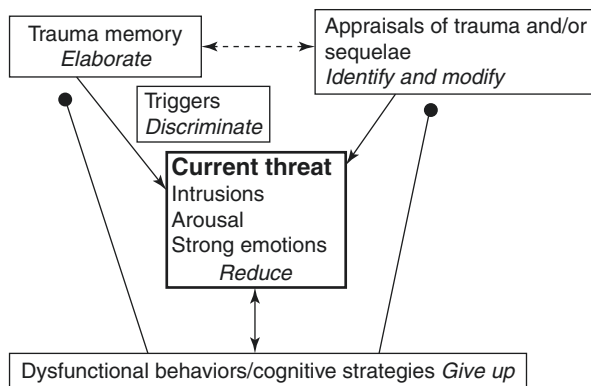 Trauma memory
Elaborate
Appraisals of trauma and/or
sequelae
Identify and modify
Triggers
Discriminate
Current threat
Intrusions
Arousal
Strong emotions
Reduce
Dysfunctional behaviors/cognitive strategies Give up